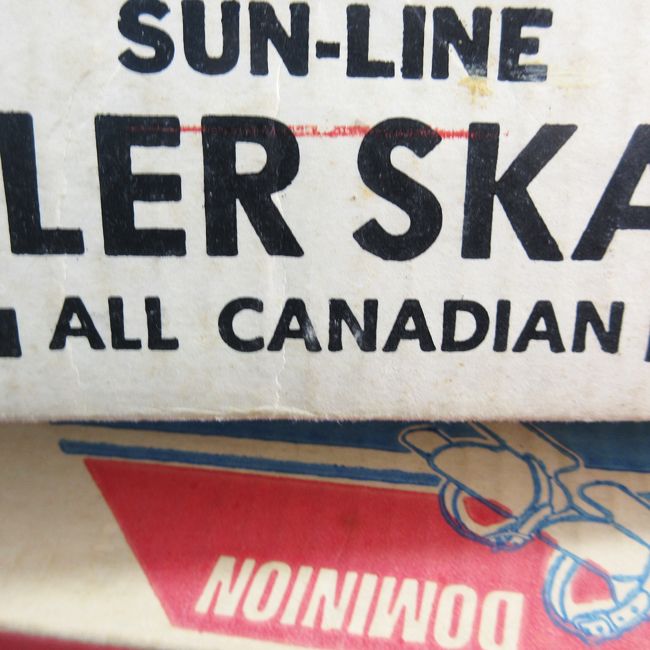 SUN-LINE
LER SKA
ALL CANADIAN
DOMINION